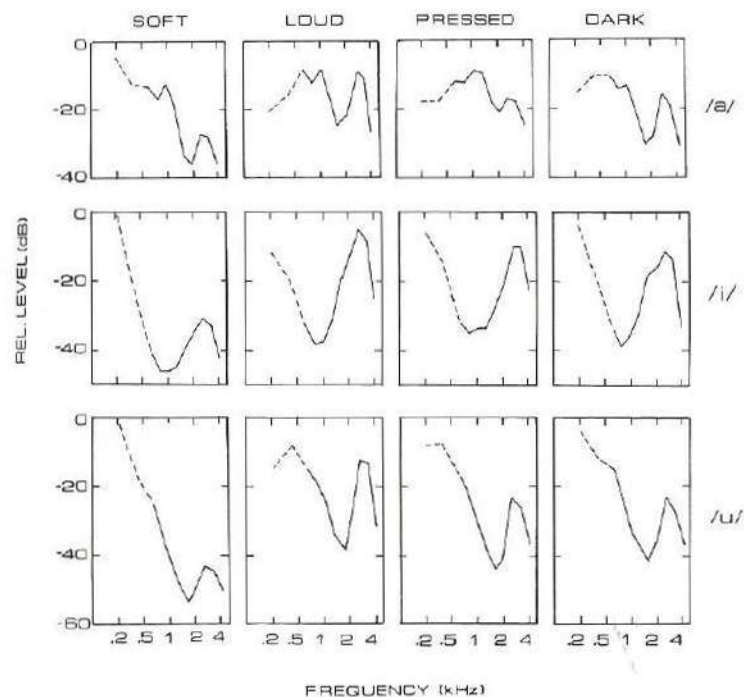 SOFT LOUD PRESSED DARK
0
-20
-40
/a/
0
-20
-40
/i/
REL. LEVEL (dB)
0
-20
-40
-60
/u/
.2 .5 1 2 4 .2 .5 1 2 4 .2 .5 1 2 4 .2 .5 1 2 4
FREQUENCY (kHz)